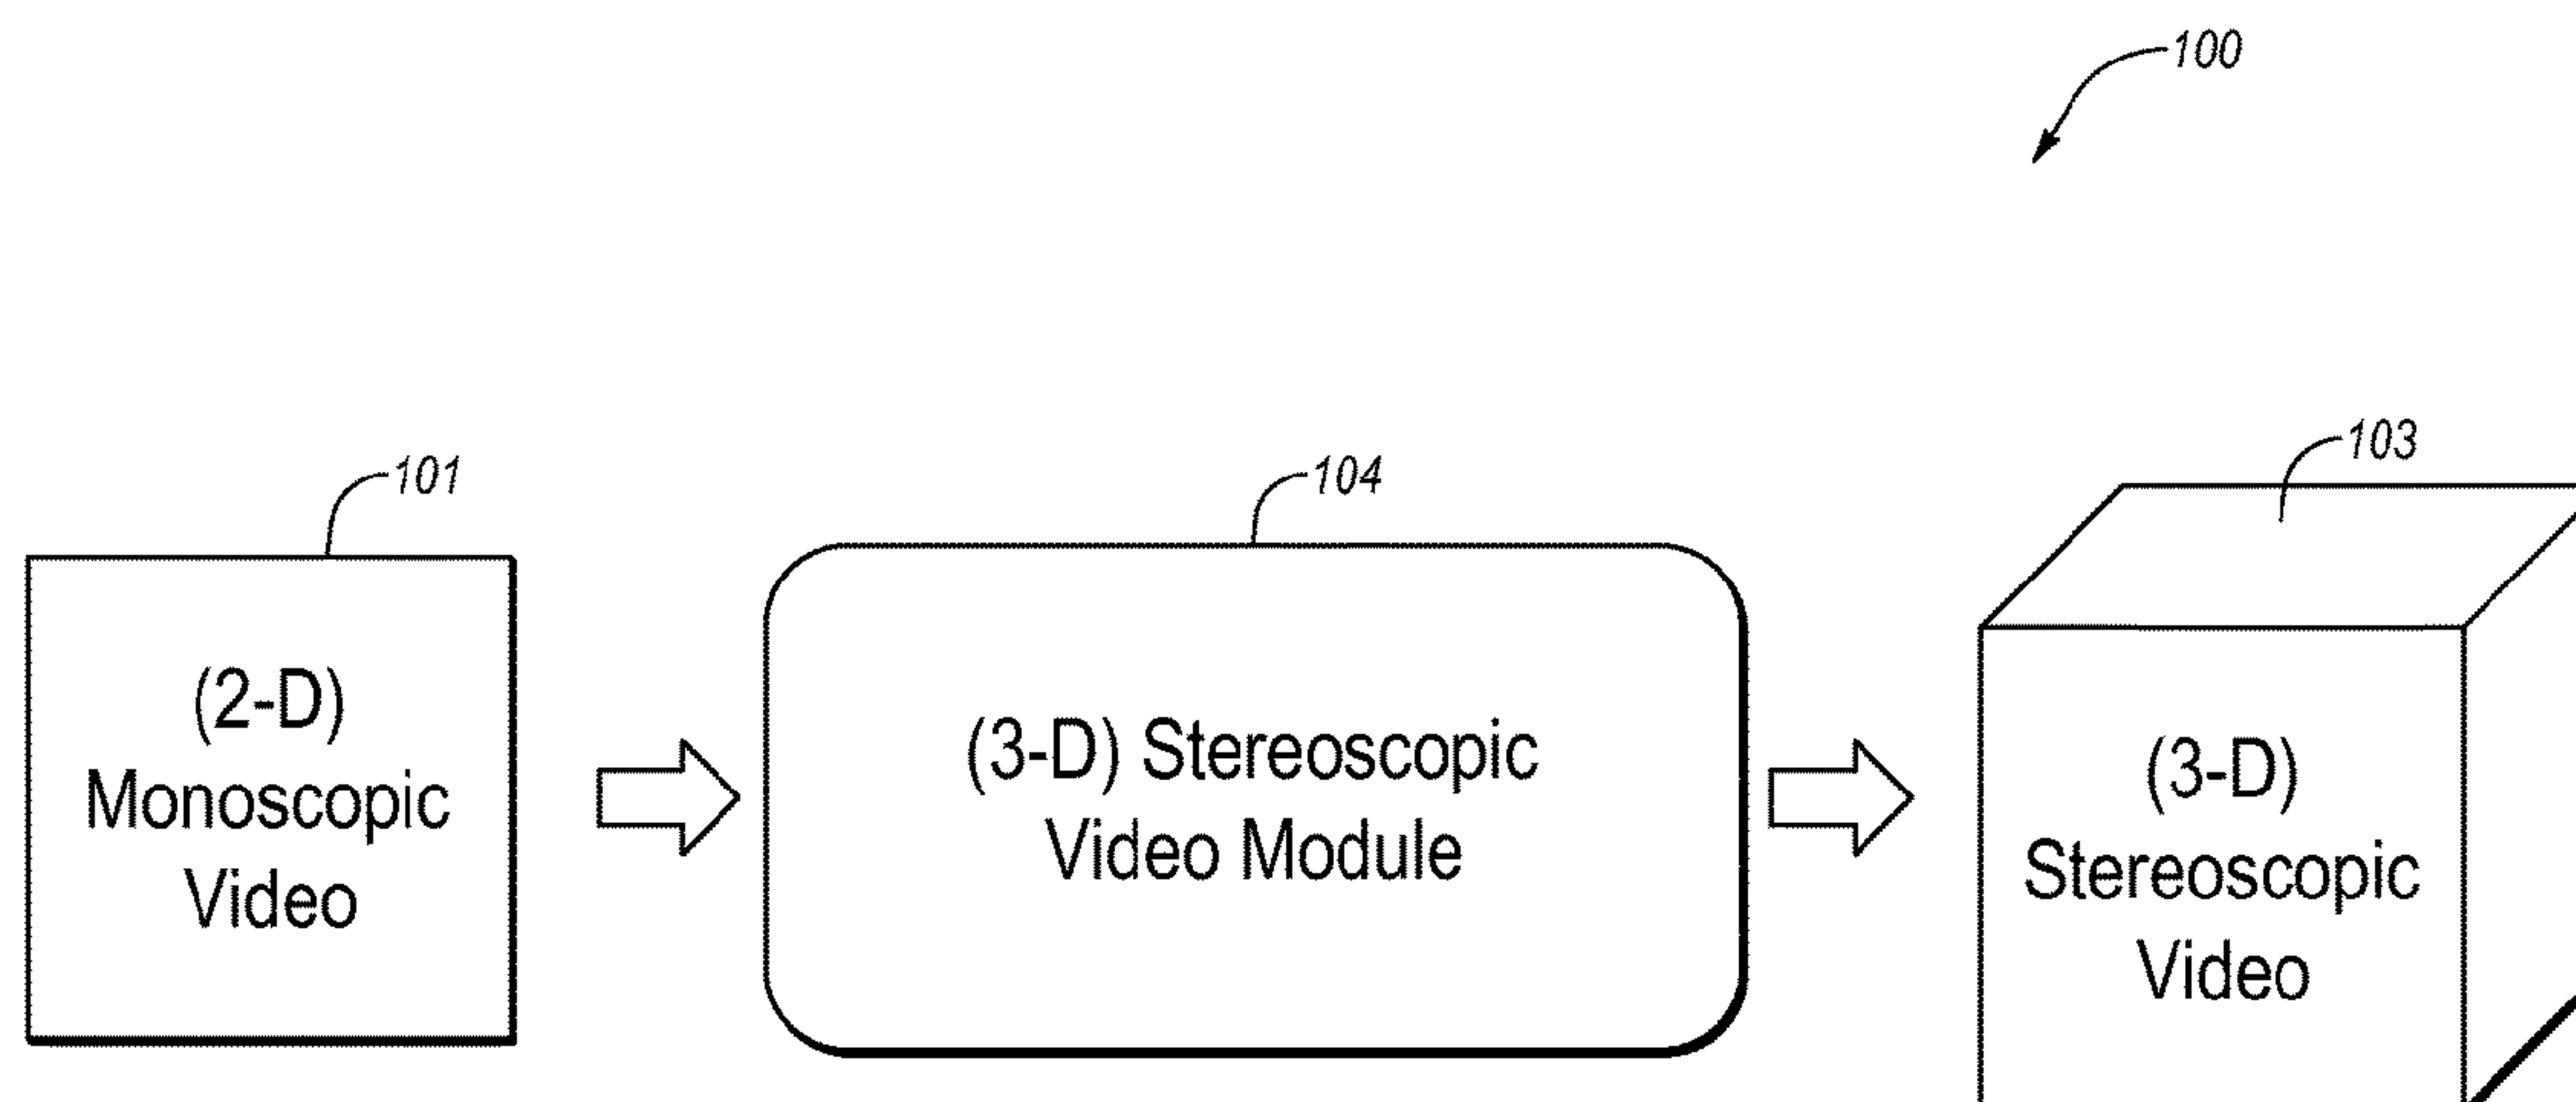 100
101
104
103
(2-D)
Monoscopic
Video
(3-D) Stereoscopic
Video Module
(3-D)
Stereoscopic
Video